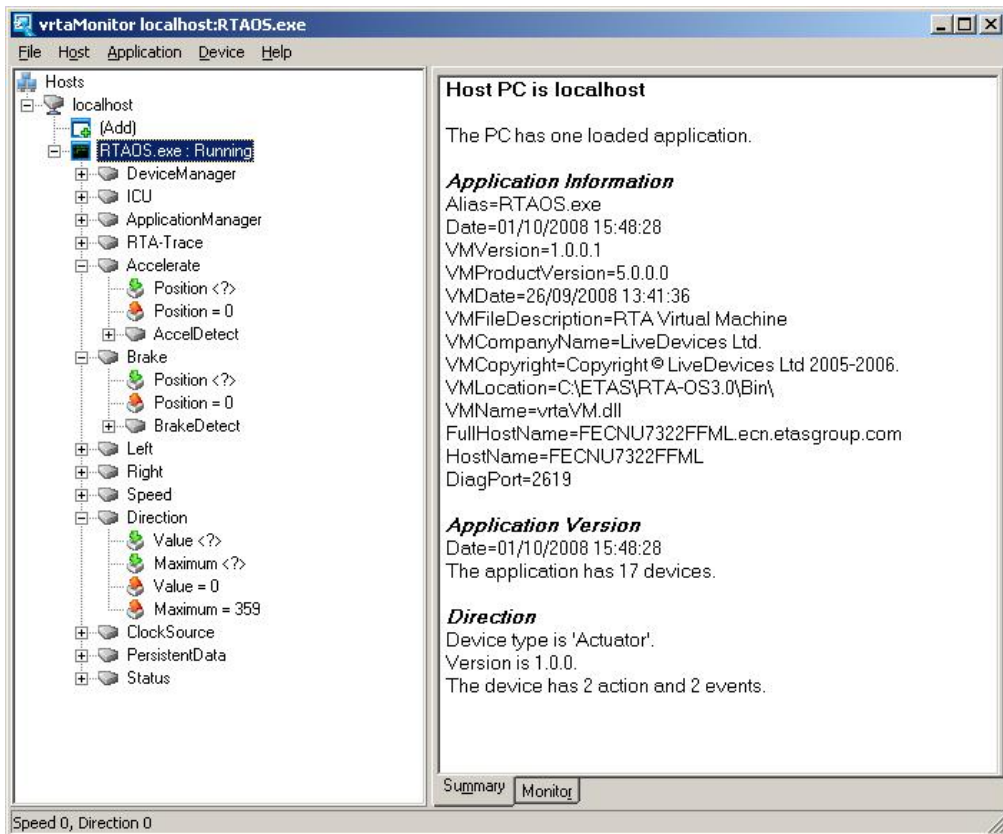 vrtaMonitor localhost:RTAOS.exe
File Host Application Device Help
Hosts
localhost
(Add)
RTAOS.exe : Running
DeviceManager
ICU
ApplicationManager
RTA-Trace
Accelerate
Position <?>
Position = 0
AccelDetect
Brake
Position <?>
Position = 0
BrakeDetect
Left
Right
Speed
Direction
Value <?>
Maximum <?>
Value = 0
Maximum = 359
ClockSource
PersistentData
Status
Host PC is localhost
The PC has one loaded application.
Application Information
Alias=RTAOS.exe
Date=01/10/2008 15:48:28
VMVersion=1.0.0.1
VMProductVersion=5.0.0.0
VMDate=26/09/2008 13:41:36
VMFileDescription=RTA Virtual Machine
VMCompanyName=LiveDevices Ltd.
VMCopyright=Copyright © LiveDevices Ltd 2005-2006.
VMLocation=C:\ETAS\RTA-OS3.0\Bin\
VMName=vrtaVM.dll
FullHostName=FECNU7322FFML.ecn.etasgroup.com
HostName=FECNU7322FFML
DiagPort=2619
Application Version
Date=01/10/2008 15:48:28
The application has 17 devices.
Direction
Device type is 'Actuator'.
Version is 1.0.0.
The device has 2 action and 2 events.
Summary Monitor
Speed 0, Direction 0